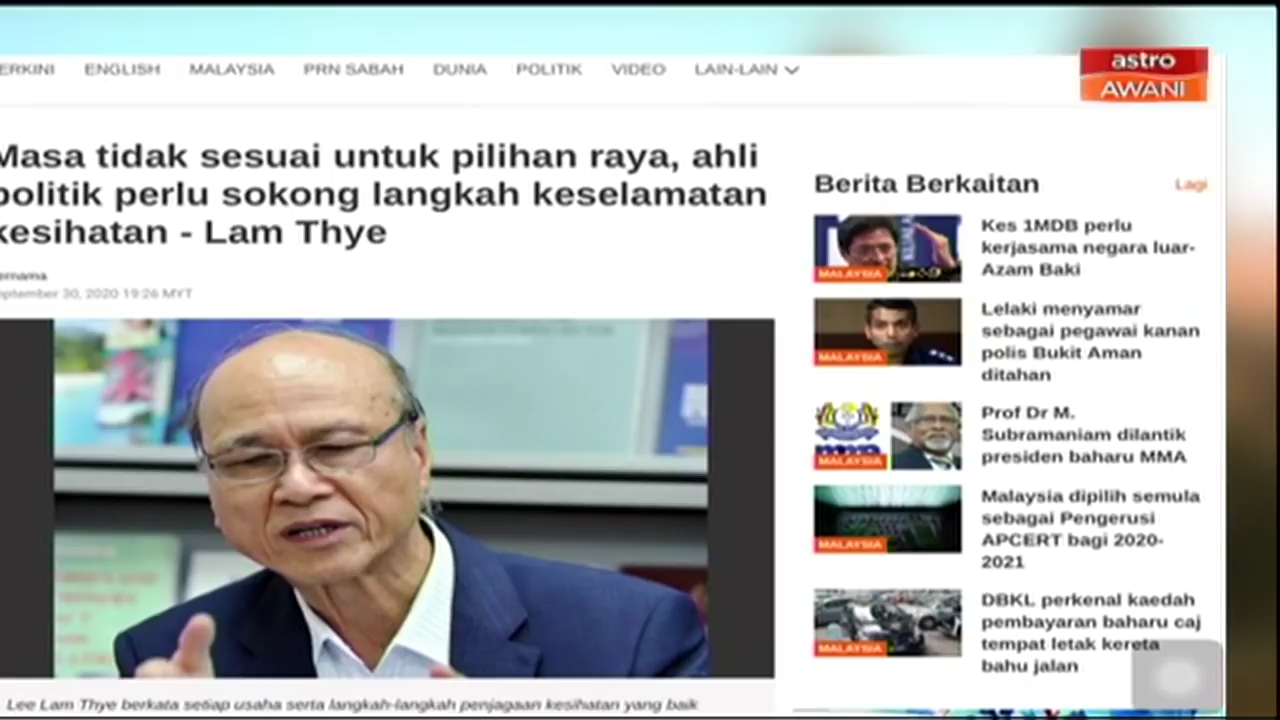 ERKINI ENGLISH MALAYSIA PRN SABAH DUNIA POLITIK VIDEO LAIN-LAIN
astro
AWANI
Masa tidak sesuai untuk pilihan raya, ahli
politik perlu sokong langkah keselamatan
kesihatan - Lam Thye
ernama
eptember 30, 2020 19:26 MYT
Lee Lam Thye berkata setiap usaha serta langkah-langkah penjagaan kesihatan yang baik
Berita Berkaitan
Lagi
MALAYSIA
Kes 1MDB perlu
kerjasama negara luar-
Azam Baki
MALAYSIA
Lelaki menyamar
sebagai pegawai kanan
polis Bukit Aman
ditahan
MALAYSIA
Prof Dr M.
Subramaniam dilantik
presiden baharu MMA
MALAYSIA
Malaysia dipilih semula
sebagai Pengerusi
APCERT bagi 2020-
2021
MALAYSIA
DBKL perkenal kaedah
pembayaran baharu caj
tempat letak kereta
bahu jalan